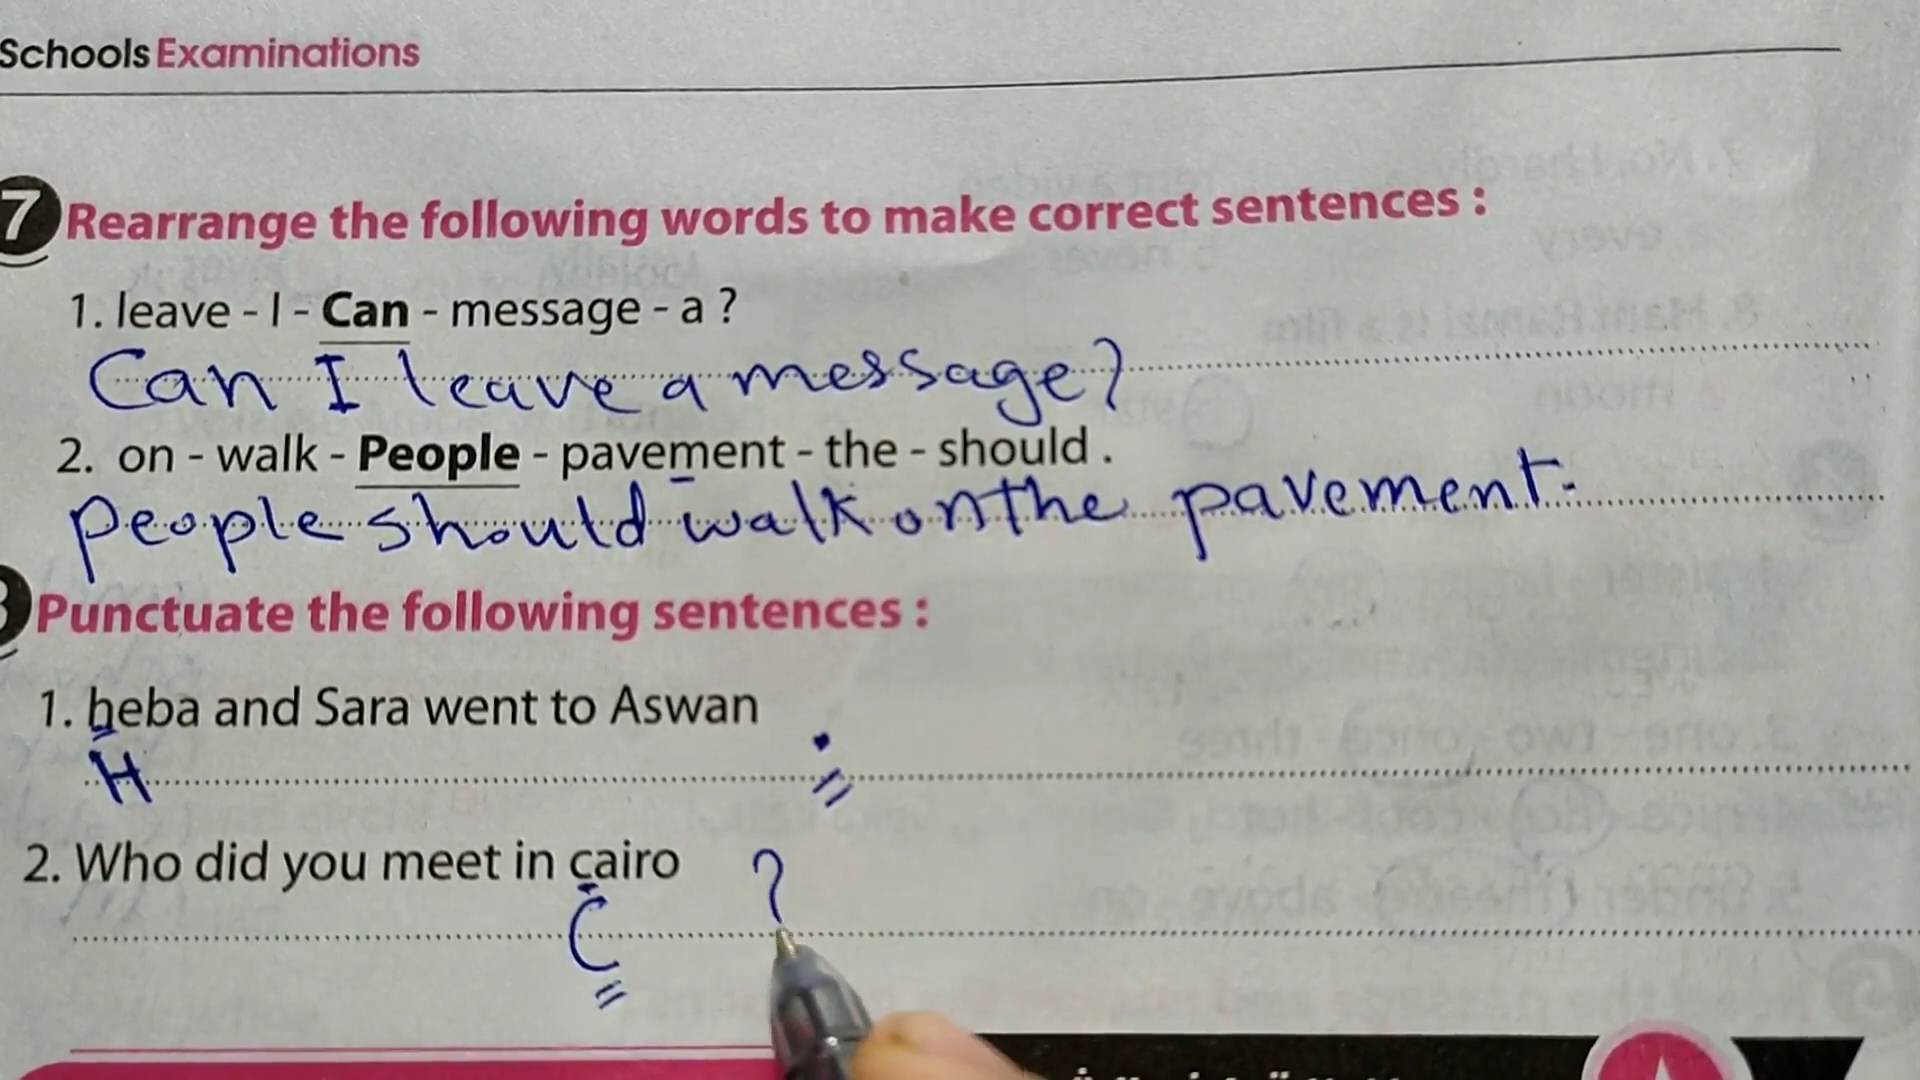 Schools Examinations
7 Rearrange the following words to make correct sentences :
1. leave - I - Can - message - a ?
Can I leave a message?
2. on - walk - People - pavement - the - should .
People should walk on the pavement.
Punctuate the following sentences :
1. heba and Sara went to Aswan
H .
2. Who did you meet in cairo
C ?